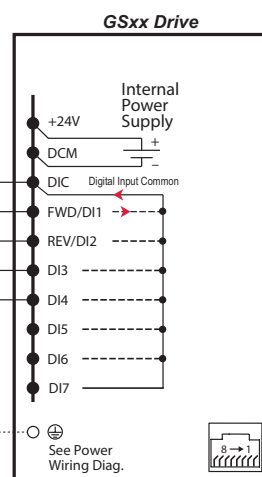 GSxx Drive
Internal
Power
Supply
+24V
+
DCM
−
DIC Digital Input Common
FWD/DI1
REV/DI2
DI3
DI4
DI5
DI6
DI7
See Power
Wiring Diag.
8→1